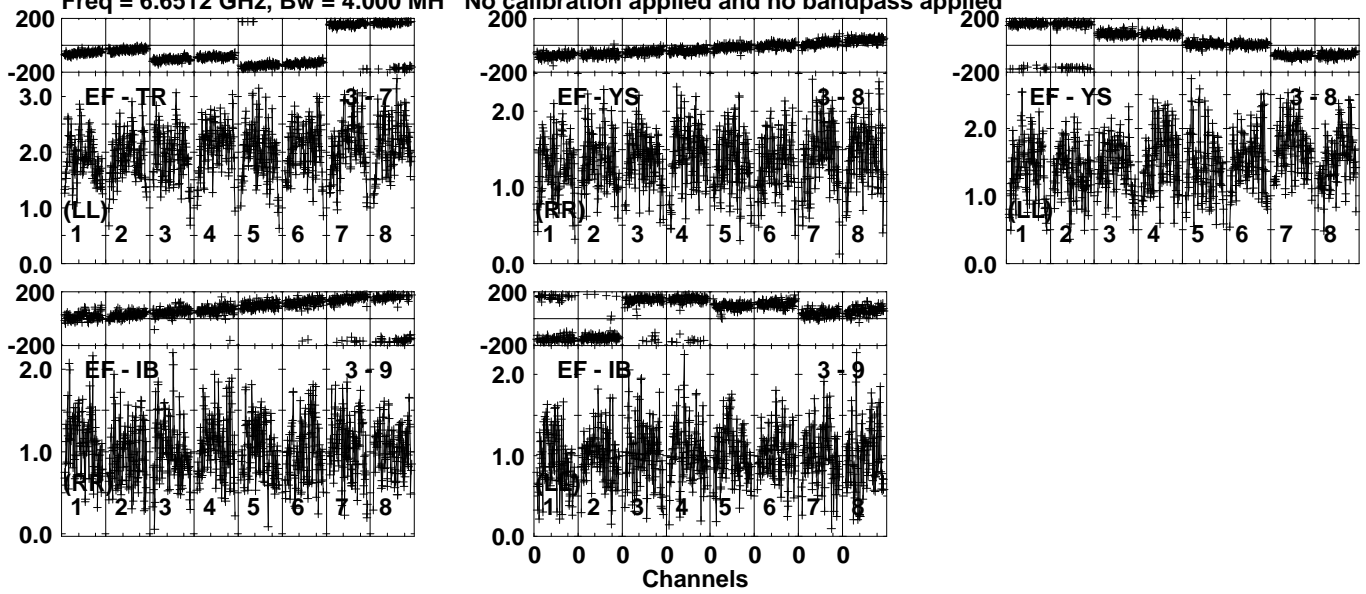 Freq = 6.6512 GHz, Bw = 4.000 MH No calibration applied and no bandpass applied
200
-200
EF - TR 3 - 7
3.0
2.0
1.0
0.0
(LL)
1 2 3 4 5 6 7 8
200
-200
EF - YS 3 - 8
2.0
1.0
0.0
(RR)
1 2 3 4 5 6 7 8
200
-200
EF - YS 3 - 8
2.0
1.0
0.0
(LL)
1 2 3 4 5 6 7 8
200
-200
EF - IB 3 - 9
2.0
1.0
0.0
(RR)
1 2 3 4 5 6 7 8
200
-200
EF - IB 3 - 9
2.0
1.0
0.0
(LL)
1 2 3 4 5 6 7 8
0 0 0 0 0 0 0 0
Channels